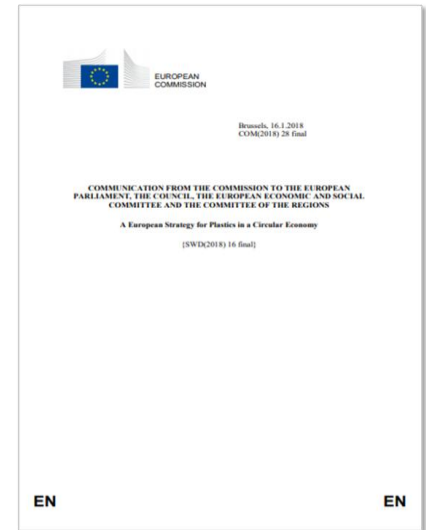 EUROPEAN
COMMISSION
Brussels, 16.1.2018
COM(2018) 28 final
COMMUNICATION FROM THE COMMISSION TO THE EUROPEAN
PARLIAMENT, THE COUNCIL, THE EUROPEAN ECONOMIC AND SOCIAL
COMMITTEE AND THE COMMITTEE OF THE REGIONS
A European Strategy for Plastics in a Circular Economy
{SWD(2018) 16 final}
EN EN